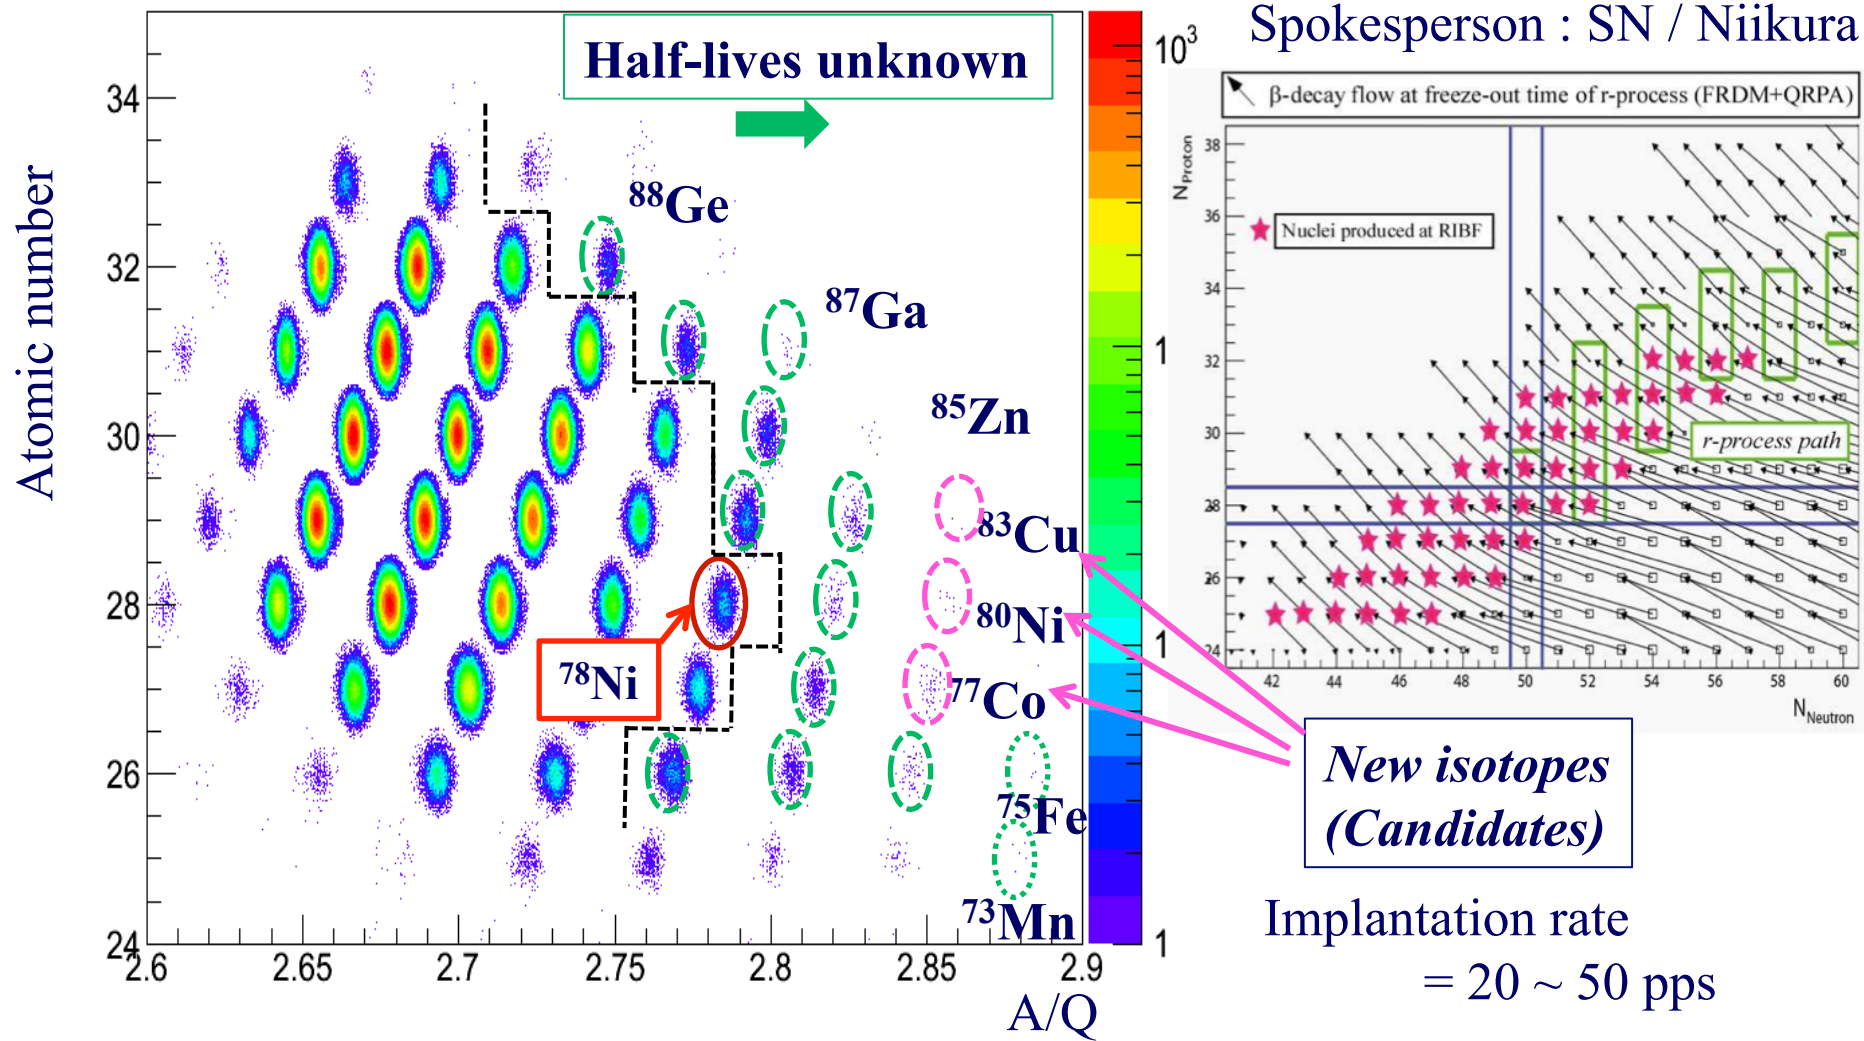 Spokesperson : SN / Niikura
Half-lives unknown
β-decay flow at freeze-out time of r-process (FRDM+QRPA)
Nuclei produced at RIBF
r-process path
N_Proton
38
36
34
32
30
28
26
24
42 44 46 48 50 52 54 56 58 60
N_Neutron
Atomic number
34
32
30
28
26
24
2.6 2.65 2.7 2.75 2.8 2.85 2.9
A/Q
10³
1
1
1
⁸⁸Ge
⁸⁷Ga
⁸⁵Zn
⁸³Cu
⁸⁰Ni
⁷⁸Ni
⁷⁷Co
⁷⁵Fe
⁷³Mn
New isotopes
(Candidates)
Implantation rate
= 20 ~ 50 pps